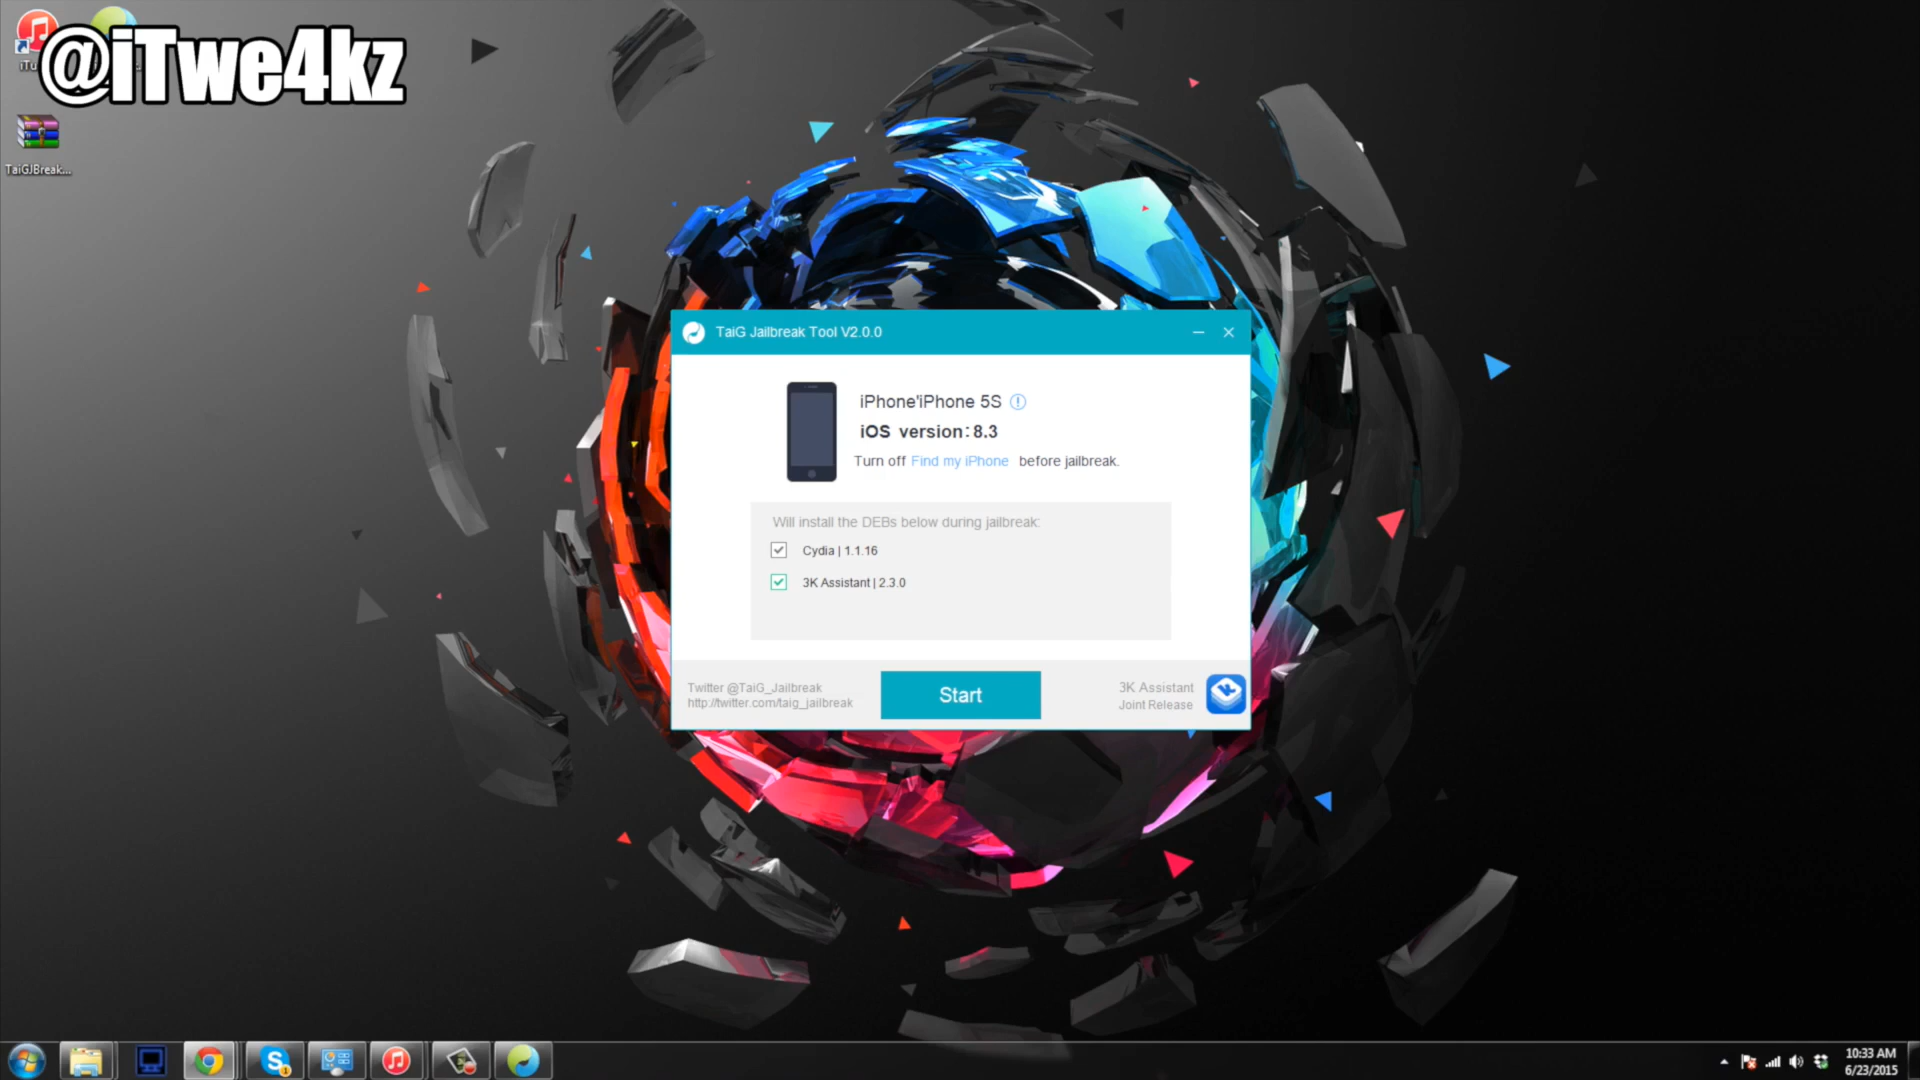 @iTwe4kz
iTu
TaiGJBreak...
TaiG Jailbreak Tool V2.0.0
iPhone'iPhone 5S
iOS version: 8.3
Turn off Find my iPhone before jailbreak.
Will install the DEBs below during jailbreak:
Cydia | 1.1.16
3K Assistant | 2.3.0
Twitter @TaiG_Jailbreak
http://twitter.com/taig_jailbreak
Start
3K Assistant
Joint Release
10:33 AM
6/23/2015